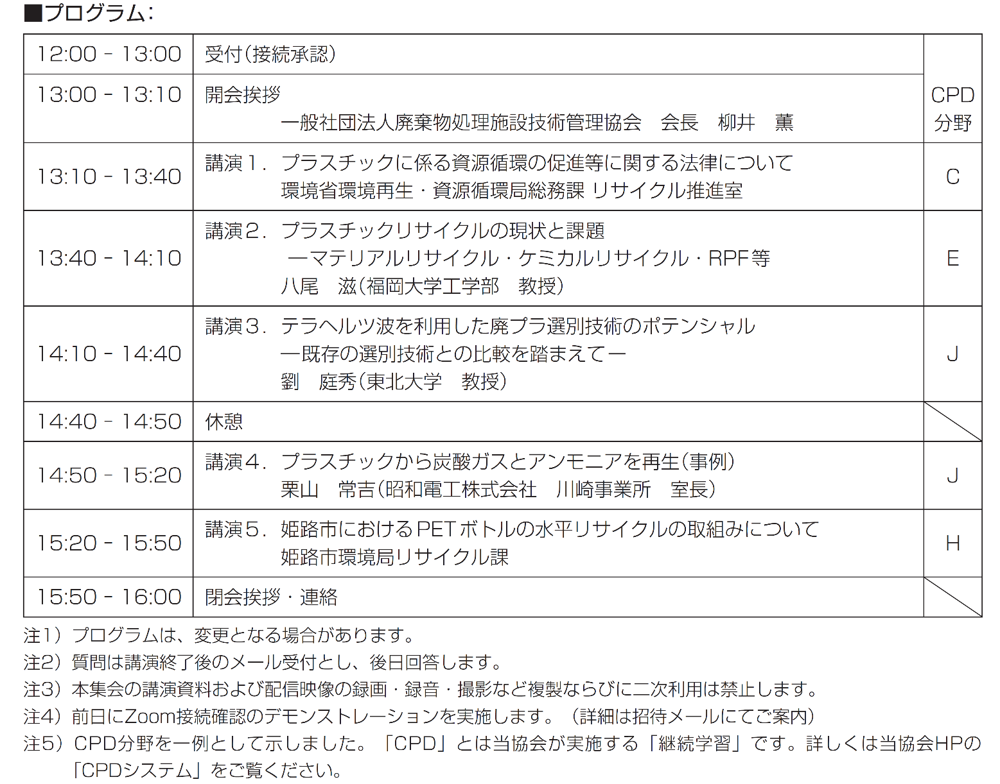 ■プログラム：
12:00 - 13:00 受付（接続承認）
13:00 - 13:10 開会挨拶
一般社団法人廃棄物処理施設技術管理協会　会長　柳井　薫
CPD
分野
13:10 - 13:40 講演１．プラスチックに係る資源循環の促進等に関する法律について
環境省環境再生・資源循環局総務課 リサイクル推進室
C
13:40 - 14:10 講演２．プラスチックリサイクルの現状と課題
―マテリアルリサイクル・ケミカルリサイクル・RPF等
八尾　滋（福岡大学工学部　教授）
E
14:10 - 14:40 講演３．テラヘルツ波を利用した廃プラ選別技術のポテンシャル
―既存の選別技術との比較を踏まえて―
劉　庭秀（東北大学　教授）
J
14:40 - 14:50 休憩
14:50 - 15:20 講演４．プラスチックから炭酸ガスとアンモニアを再生（事例）
栗山　常吉（昭和電工株式会社　川崎事業所　室長）
J
15:20 - 15:50 講演５．姫路市におけるPETボトルの水平リサイクルの取組みについて
姫路市環境局リサイクル課
H
15:50 - 16:00 閉会挨拶・連絡
注1）プログラムは、変更となる場合があります。
注2）質問は講演終了後のメール受付とし、後日回答します。
注3）本集会の講演資料および配信映像の録画・録音・撮影など複製ならびに二次利用は禁止します。
注4）前日にZoom接続確認のデモンストレーションを実施します。（詳細は招待メールにてご案内）
注5）CPD分野を一例として示しました。「CPD」とは当協会が実施する「継続学習」です。詳しくは当協会HPの
「CPDシステム」をご覧ください。